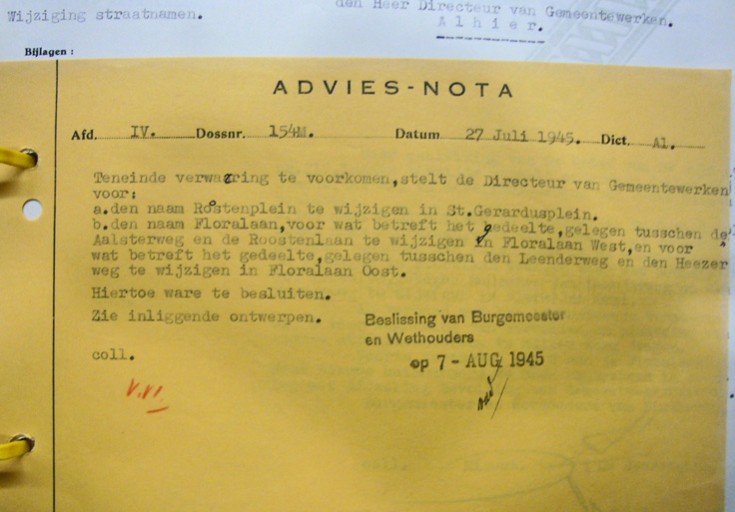 Wijziging straatnamen.
den Heer Directeur van Gemeentewerken.
Alhier.
Bijlagen :
ADVIES-NOTA
Afd. IV. Dossnr. 154M. Datum 27 Juli 1945. Dict. Al.
Teneinde verwarring te voorkomen,stelt de Directeur van Gemeentewerken
voor:
a.den naam Rostenplein te wijzigen in St.Gerardusplein.
b.den naam Floralaan,voor wat betreft het gedeelte,gelegen tusschen de
Aalsterweg en de Roostenlaan te wijzigen in Floralaan West,en voor
wat betreft het gedeelte,gelegen tusschen den Leenderweg en den Heezer
weg te wijzigen in Floralaan Oost.
Hiertoe ware te besluiten.
Zie inliggende ontwerpen.
Beslissing van Burgemeester
en Wethouders
op 7 - AUG 1945
coll.